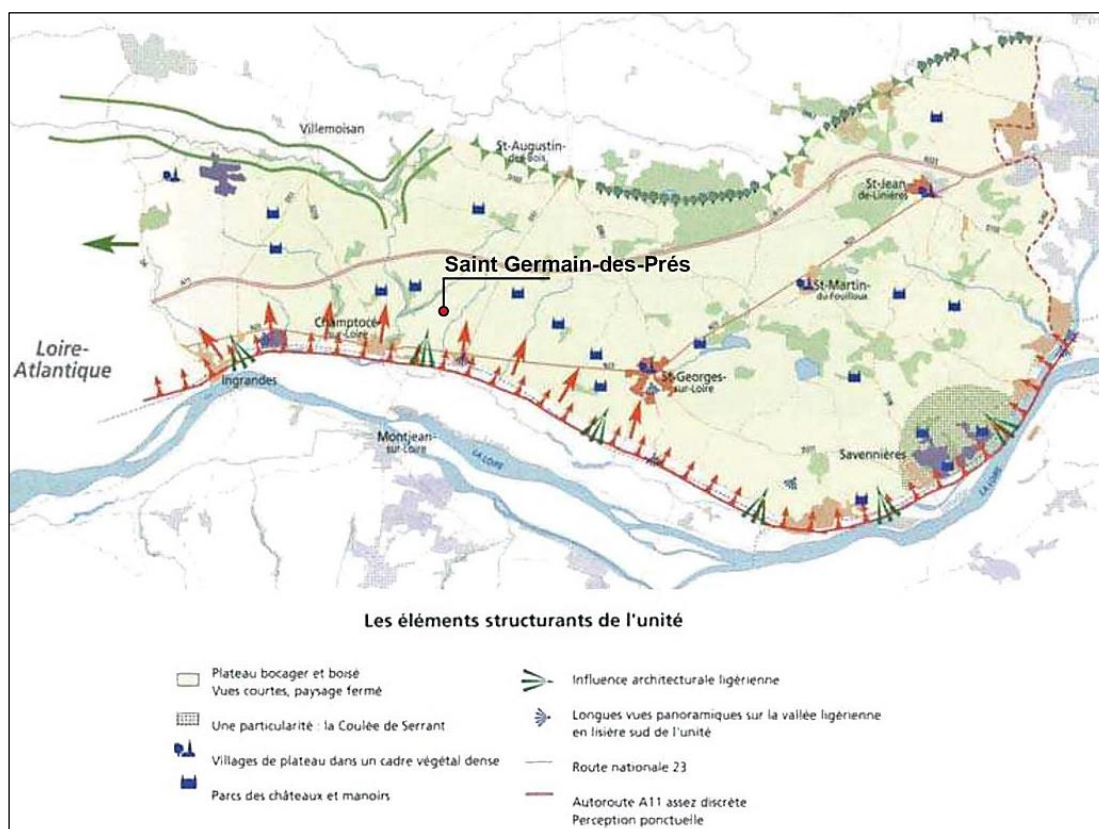 Villemoisan
St-Augustin-
des-Bois
St-Jean
de-Linières
Saint Germain-des-Prés
St-Martin-
du-Fouilloux
Champtocé-
sur-Loire
Loire-
Atlantique
Ingrandes
St-Georges-
sur-Loire
Montjean-
sur-Loire
LA LOIRE
Savennières
LA LOIRE
Les éléments structurants de l'unité
Plateau bocager et boisé
Vues courtes, paysage fermé
Une particularité : la Coulée de Serrant
Villages de plateau dans un cadre végétal dense
Parcs des châteaux et manoirs
Influence architecturale ligérienne
Longues vues panoramiques sur la vallée ligérienne
en lisière sud de l'unité
Route nationale 23
Autoroute A11 assez discrète
Perception ponctuelle